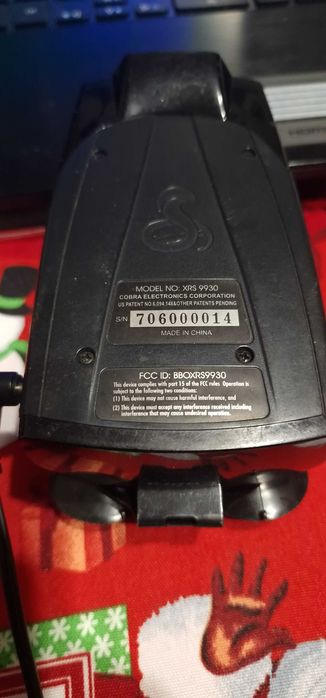 HDMI
MODEL NO: XRS 9930
COBRA ELECTRONICS CORPORATION
US PATENT NO.6,094,148&OTHER PATENTS PENDING
S/N 706000014
MADE IN CHINA
FCC ID: BBOXRS9930
This device complies with part 15 of the FCC rules Operation is
subject to the following two conditions:
(1) This device may not cause harmful interference, and
(2) This device must accept any interference received including
interference that may cause undesired operation.